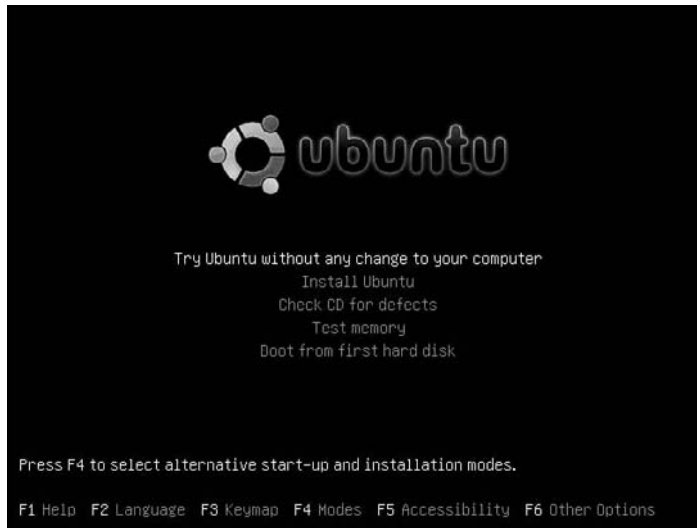 ubuntu
Try Ubuntu without any change to your computer
Install Ubuntu
Check CD for defects
Test memory
Boot from first hard disk
Press F4 to select alternative start-up and installation modes.
F1 Help F2 Language F3 Keymap F4 Modes F5 Accessibility F6 Other Options